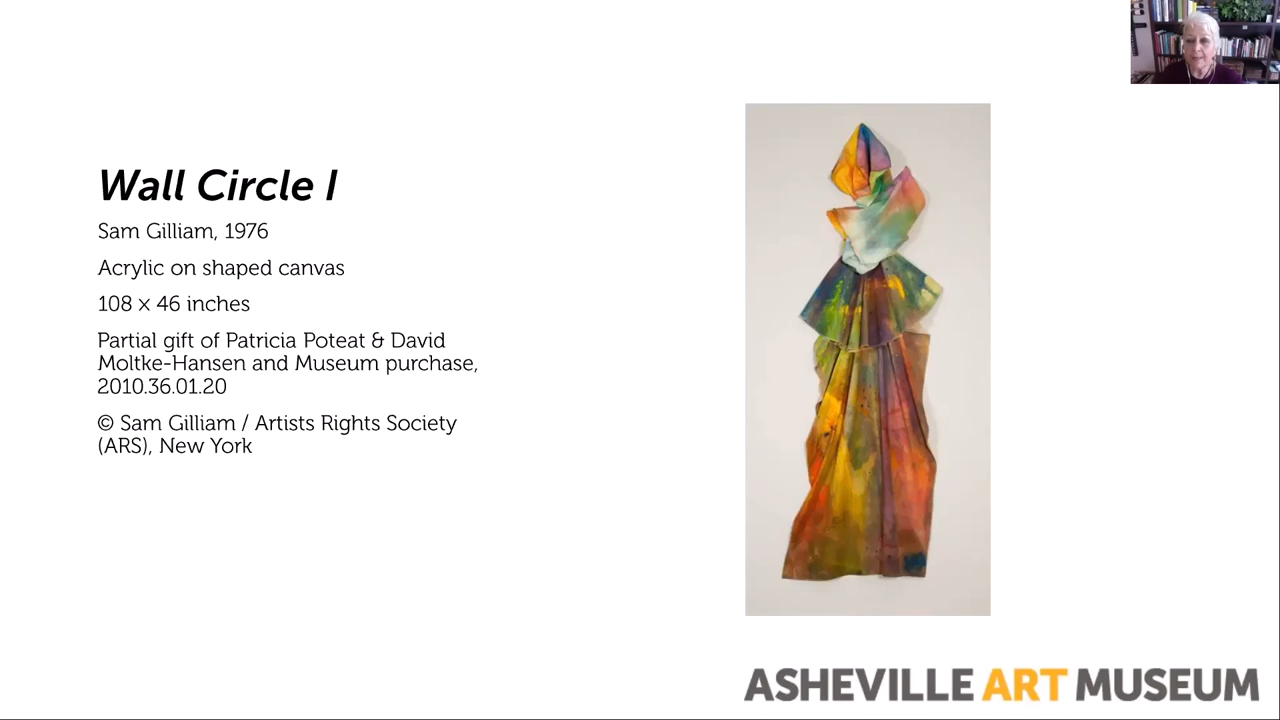 Wall Circle I
Sam Gilliam, 1976
Acrylic on shaped canvas
108 × 46 inches
Partial gift of Patricia Poteat & David
Moltke-Hansen and Museum purchase,
2010.36.01.20
© Sam Gilliam / Artists Rights Society
(ARS), New York
ASHEVILLE ART MUSEUM